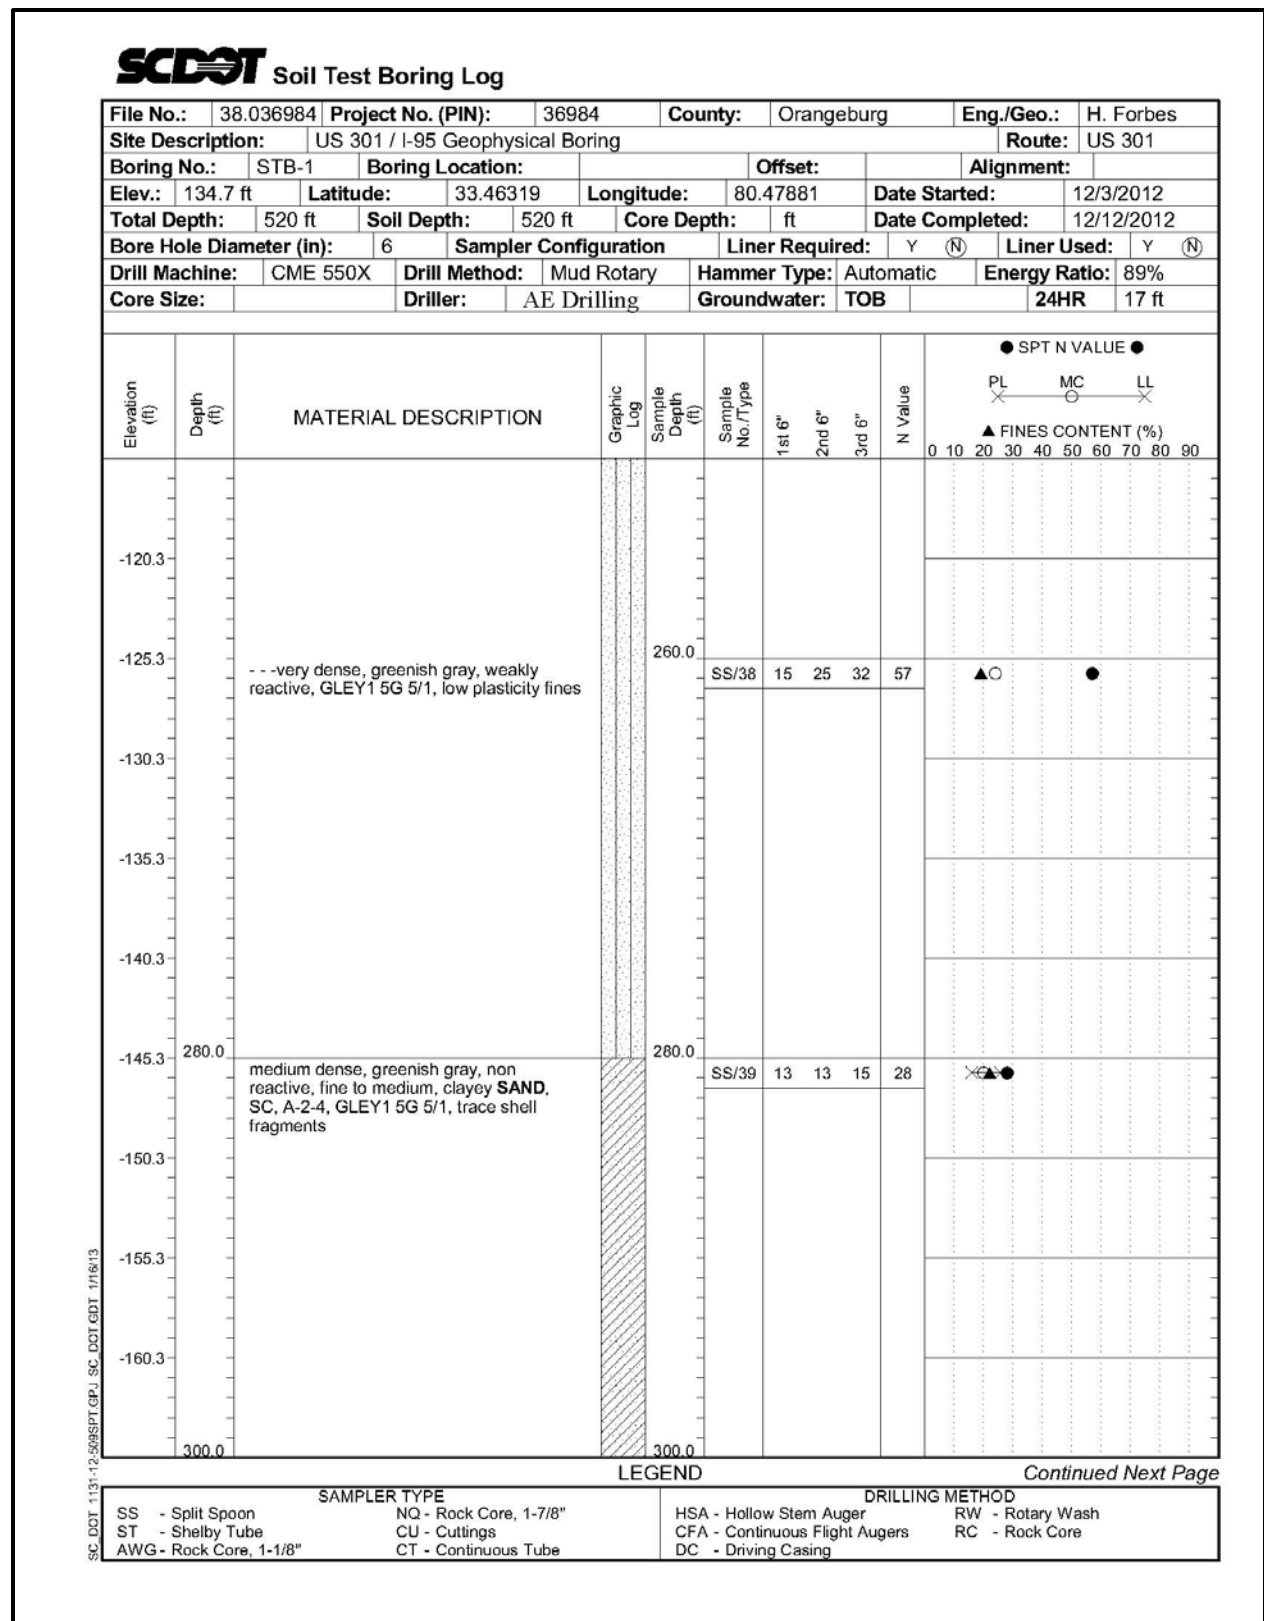 SCDOT Soil Test Boring Log
File No.: 38.036984 Project No. (PIN): 36984 County: Orangeburg Eng./Geo.: H. Forbes
Site Description: US 301 / I-95 Geophysical Boring Route: US 301
Boring No.: STB-1 Boring Location: Offset: Alignment:
Elev.: 134.7 ft Latitude: 33.46319 Longitude: 80.47881 Date Started: 12/3/2012
Total Depth: 520 ft Soil Depth: 520 ft Core Depth: ft Date Completed: 12/12/2012
Bore Hole Diameter (in): 6 Sampler Configuration Liner Required: Y N Liner Used: Y N
Drill Machine: CME 550X Drill Method: Mud Rotary Hammer Type: Automatic Energy Ratio: 89%
Core Size: Driller: AE Drilling Groundwater: TOB 24HR 17 ft
Elevation (ft) Depth (ft) MATERIAL DESCRIPTION Graphic Log Sample Depth (ft) Sample No./Type 1st 6" 2nd 6" 3rd 6" N Value
● SPT N VALUE ●
PL MC LL
▲ FINES CONTENT (%)
0 10 20 30 40 50 60 70 80 90
-120.3
-125.3 260.0
- - -very dense, greenish gray, weakly SS/38 15 25 32 57
reactive, GLEY1 5G 5/1, low plasticity fines
-130.3
-135.3
-140.3
-145.3 280.0 280.0
medium dense, greenish gray, non SS/39 13 13 15 28
reactive, fine to medium, clayey SAND,
SC, A-2-4, GLEY1 5G 5/1, trace shell
fragments
-150.3
-155.3
-160.3
300.0 300.0
SC_DOT 1131-12-509SPT.GPJ SC_DOT.GDT 1/16/13
LEGEND Continued Next Page
SAMPLER TYPE DRILLING METHOD
SS - Split Spoon NQ - Rock Core, 1-7/8" HSA - Hollow Stem Auger RW - Rotary Wash
ST - Shelby Tube CU - Cuttings CFA - Continuous Flight Augers RC - Rock Core
AWG - Rock Core, 1-1/8" CT - Continuous Tube DC - Driving Casing